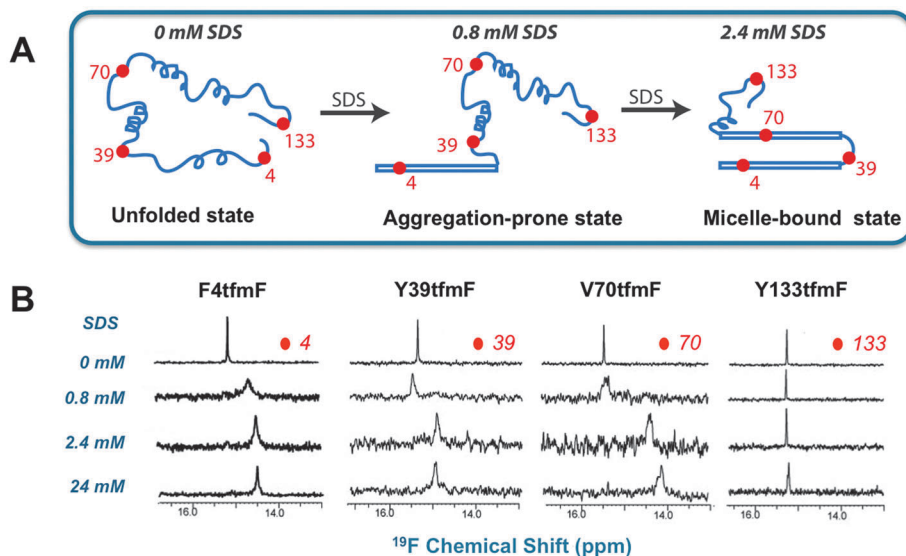 A
0 mM SDS 0.8 mM SDS 2.4 mM SDS
70 39 133 4
SDS
70 39 133 4
SDS
133 70 39 4
Unfolded state Aggregation-prone state Micelle-bound state
B
F4tfmF Y39tfmF V70tfmF Y133tfmF
SDS
4 39 70 133
0 mM
0.8 mM
2.4 mM
24 mM
16.0 14.0 16.0 14.0 16.0 14.0 16.0 14.0
19F Chemical Shift (ppm)